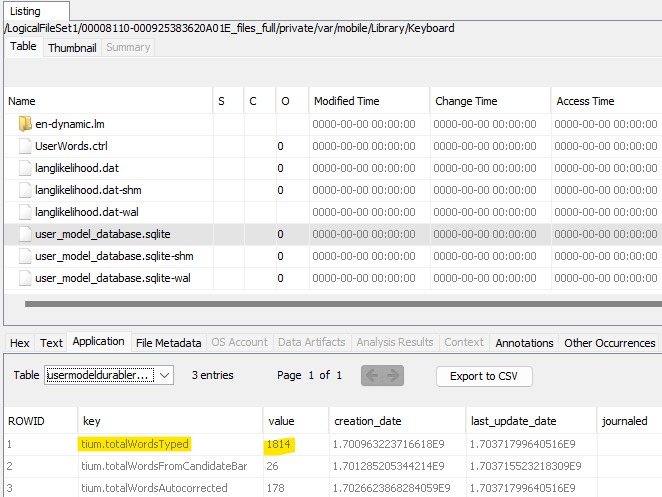 Listing
/LogicalFileSet1/00008110-000925383620A01E_files_full/private/var/mobile/Library/Keyboard
Table Thumbnail Summary
Name S C O Modified Time Change Time Access Time
en-dynamic.lm 0000-00-00 00:00:00 0000-00-00 00:00:00 0000-00-00 00:00:00
UserWords.ctrl 0 0000-00-00 00:00:00 0000-00-00 00:00:00 0000-00-00 00:00:00
langlikelihood.dat 0 0000-00-00 00:00:00 0000-00-00 00:00:00 0000-00-00 00:00:00
langlikelihood.dat-shm 0 0000-00-00 00:00:00 0000-00-00 00:00:00 0000-00-00 00:00:00
langlikelihood.dat-wal 0000-00-00 00:00:00 0000-00-00 00:00:00 0000-00-00 00:00:00
user_model_database.sqlite 0 0000-00-00 00:00:00 0000-00-00 00:00:00 0000-00-00 00:00:00
user_model_database.sqlite-shm 0 0000-00-00 00:00:00 0000-00-00 00:00:00 0000-00-00 00:00:00
user_model_database.sqlite-wal 0 0000-00-00 00:00:00 0000-00-00 00:00:00 0000-00-00 00:00:00
Hex Text Application File Metadata OS Account Data Artifacts Analysis Results Context Annotations Other Occurrences
Table usermodeldurabler... 3 entries Page 1 of 1 Export to CSV
ROWID key value creation_date last_update_date journaled
1 tium.totalWordsTyped 1814 1.70096322371661​8E9 1.70371799640516E9
2 tium.totalWordsFromCandidateBar 26 1.701285205344214E9 1.703715523218309E9
3 tium.totalWordsAutocorrected 178 1.7026623868284059E9 1.70371799640516E9